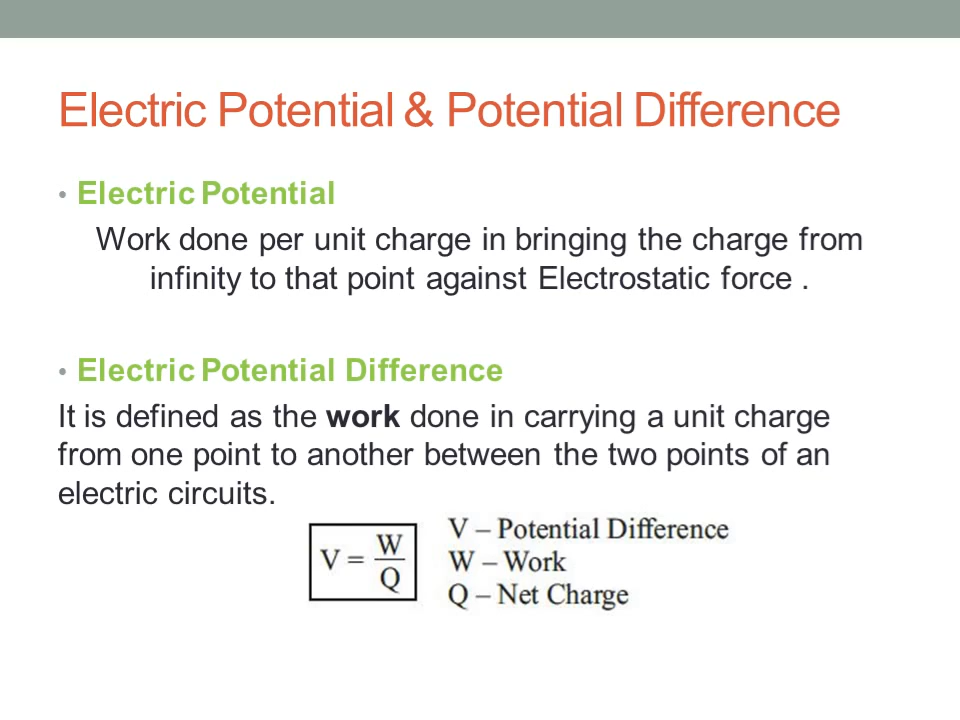 Electric Potential & Potential Difference
• Electric Potential
Work done per unit charge in bringing the charge from
infinity to that point against Electrostatic force .
• Electric Potential Difference
It is defined as the work done in carrying a unit charge
from one point to another between the two points of an
electric circuits.
V = W/Q
V – Potential Difference
W – Work
Q – Net Charge